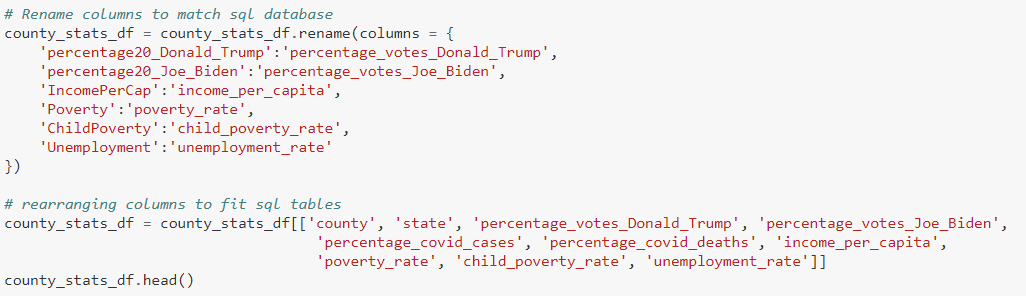 # Rename columns to match sql database
county_stats_df = county_stats_df.rename(columns = {
    'percentage20_Donald_Trump':'percentage_votes_Donald_Trump',
    'percentage20_Joe_Biden':'percentage_votes_Joe_Biden',
    'IncomePerCap':'income_per_capita',
    'Poverty':'poverty_rate',
    'ChildPoverty':'child_poverty_rate',
    'Unemployment':'unemployment_rate'
})

# rearranging columns to fit sql tables
county_stats_df = county_stats_df[['county', 'state', 'percentage_votes_Donald_Trump', 'percentage_votes_Joe_Biden',
                                   'percentage_covid_cases', 'percentage_covid_deaths', 'income_per_capita',
                                   'poverty_rate', 'child_poverty_rate', 'unemployment_rate']]
county_stats_df.head()